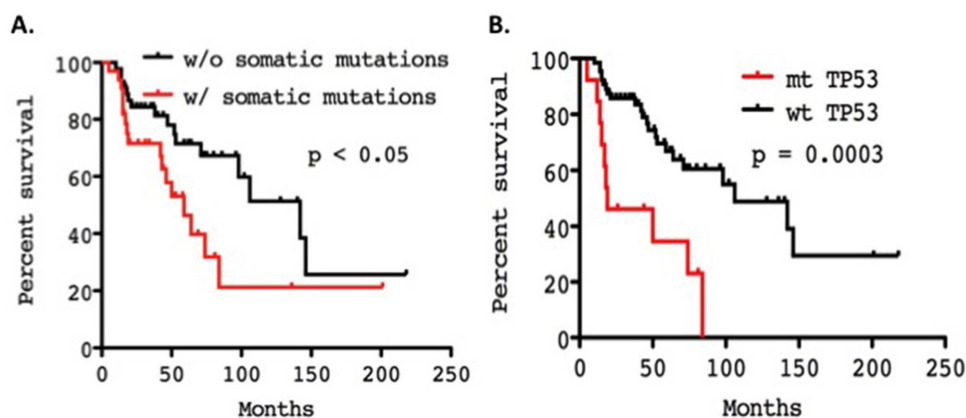 A.
w/o somatic mutations
w/ somatic mutations
p < 0.05
Percent survival
100
80
60
40
20
0
0 50 100 150 200 250
Months
B.
mt TP53
wt TP53
p = 0.0003
Percent survival
100
80
60
40
20
0
0 50 100 150 200 250
Months